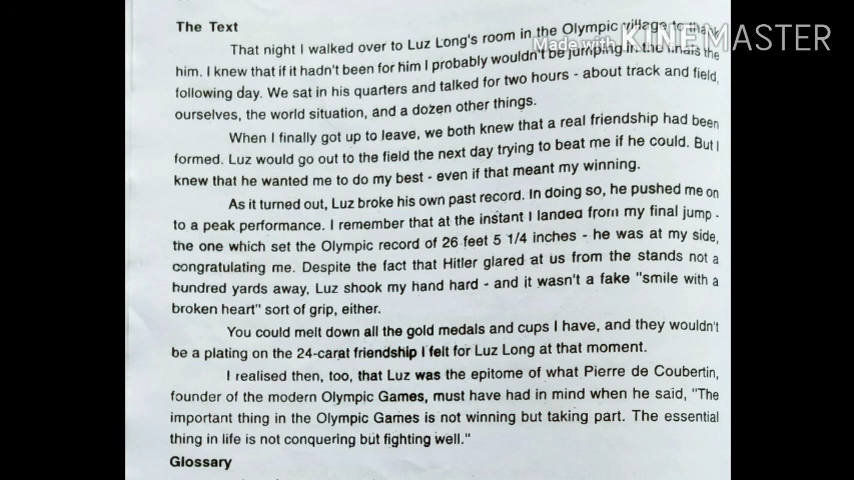 The Text
That night I walked over to Luz Long's room in the Olympic village to thank
Made with KINEMASTER
him. I knew that if it hadn't been for him I probably wouldn't be jumping in the finals the
following day. We sat in his quarters and talked for two hours - about track and field,
ourselves, the world situation, and a dozen other things.
When I finally got up to leave, we both knew that a real friendship had been
formed. Luz would go out to the field the next day trying to beat me if he could. But I
knew that he wanted me to do my best - even if that meant my winning.
As it turned out, Luz broke his own past record. In doing so, he pushed me on
to a peak performance. I remember that at the instant I landed from my final jump -
the one which set the Olympic record of 26 feet 5 1/4 inches - he was at my side,
congratulating me. Despite the fact that Hitler glared at us from the stands not a
hundred yards away, Luz shook my hand hard - and it wasn't a fake "smile with a
broken heart" sort of grip, either.
You could melt down all the gold medals and cups I have, and they wouldn't
be a plating on the 24-carat friendship I felt for Luz Long at that moment.
I realised then, too, that Luz was the epitome of what Pierre de Coubertin,
founder of the modern Olympic Games, must have had in mind when he said, "The
important thing in the Olympic Games is not winning but taking part. The essential
thing in life is not conquering but fighting well."
Glossary